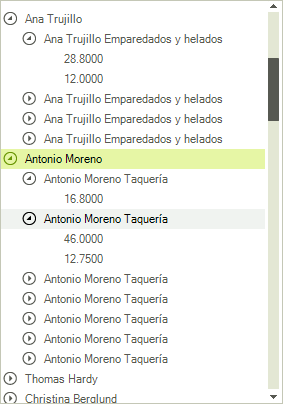 Ana Trujillo
Ana Trujillo Emparedados y helados
28.8000
12.0000
Ana Trujillo Emparedados y helados
Ana Trujillo Emparedados y helados
Ana Trujillo Emparedados y helados
Antonio Moreno
Antonio Moreno Taquería
16.8000
Antonio Moreno Taquería
46.0000
12.7500
Antonio Moreno Taquería
Antonio Moreno Taquería
Antonio Moreno Taquería
Antonio Moreno Taquería
Antonio Moreno Taquería
Thomas Hardy
Christina Berglund